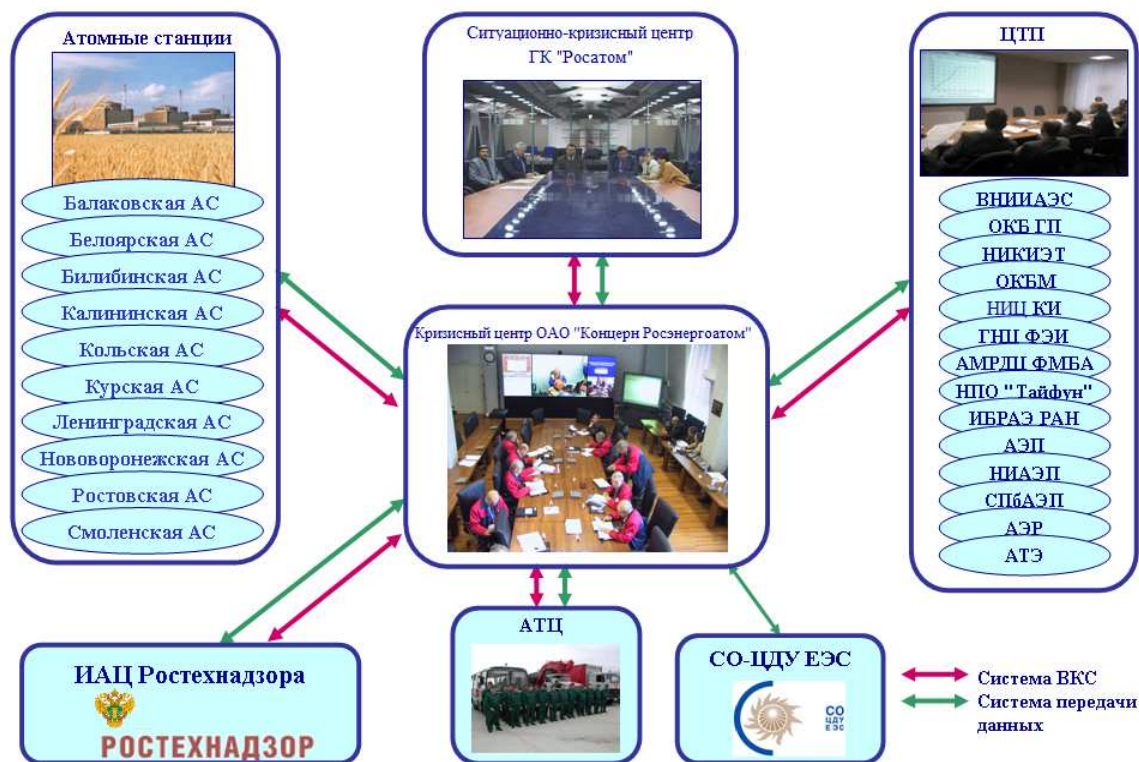 Атомные станции
Балаковская АС
Белоярская АС
Билибинская АС
Калининская АС
Кольская АС
Курская АС
Ленинградская АС
Нововоронежская АС
Ростовская АС
Смоленская АС
Ситуационно-кризисный центр
ГК "Росатом"
ЦТП
ВНИИАЭС
ОКБ ГП
НИКИЭТ
ОКБМ
НИЦ КИ
ГНЦ ФЭИ
АМРДЦ ФМБА
НПО "Тайфун"
ИБРАЭ РАН
АЭП
НИАЭП
СПбАЭП
АЭР
АТЭ
Кризисный центр ОАО "Концерн Росэнергоатом"
ИАЦ Ростехнадзора
РОСТЕХНАДЗОР
АТЦ
СО-ЦДУ ЕЭС
СО
ЦДУ
ЕЭС
Система ВКС
Система передачи
данных